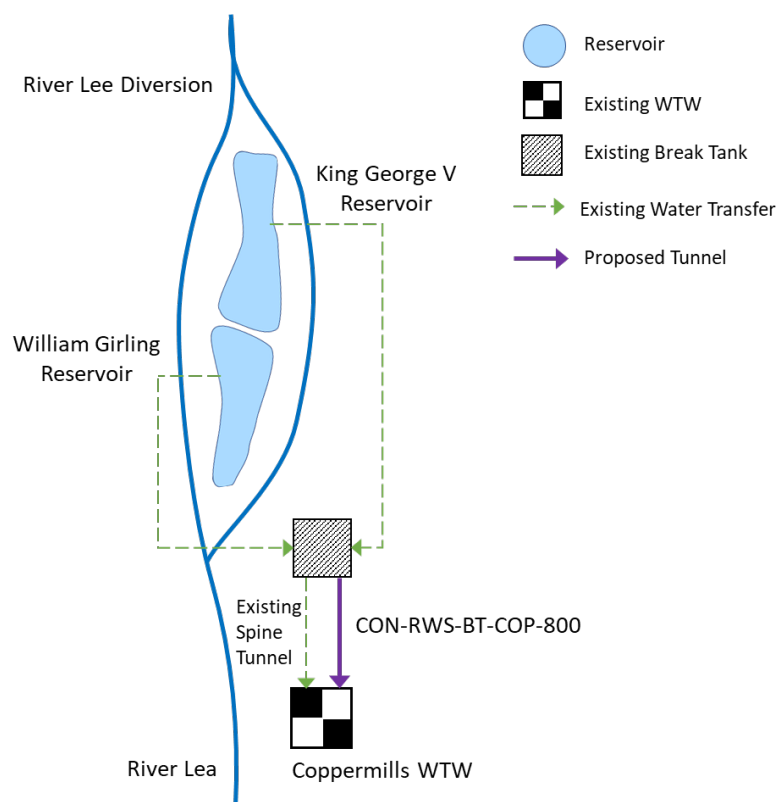 River Lee Diversion
King George V
Reservoir
William Girling
Reservoir
Existing
Spine
Tunnel
CON-RWS-BT-COP-800
River Lea
Coppermills WTW
Reservoir
Existing WTW
Existing Break Tank
Existing Water Transfer
Proposed Tunnel